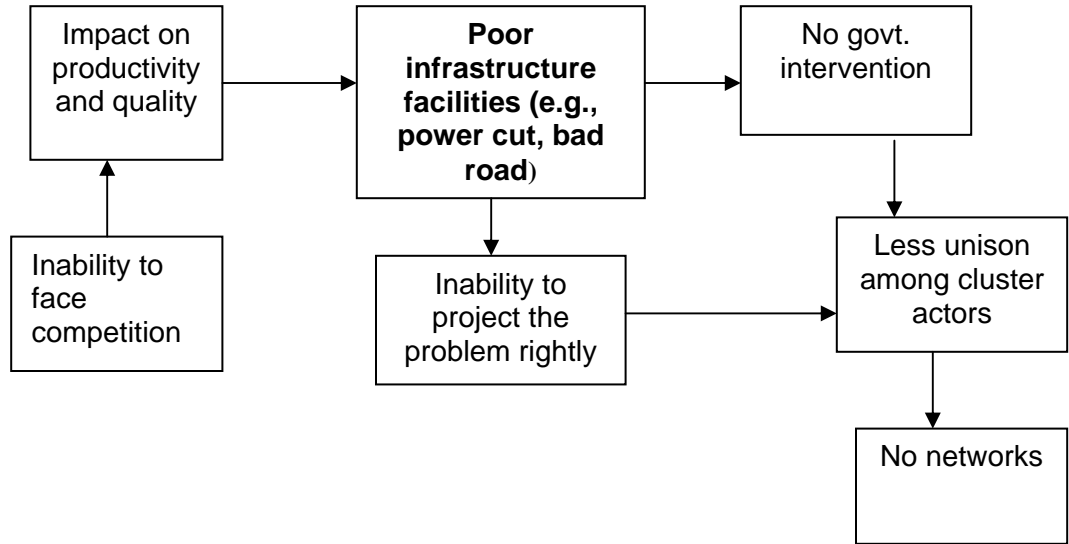 Impact on
productivity
and quality
Poor
infrastructure
facilities (e.g.,
power cut, bad
road)
No govt.
intervention
Inability to
face
competition
Inability to
project the
problem rightly
Less unison
among cluster
actors
No networks